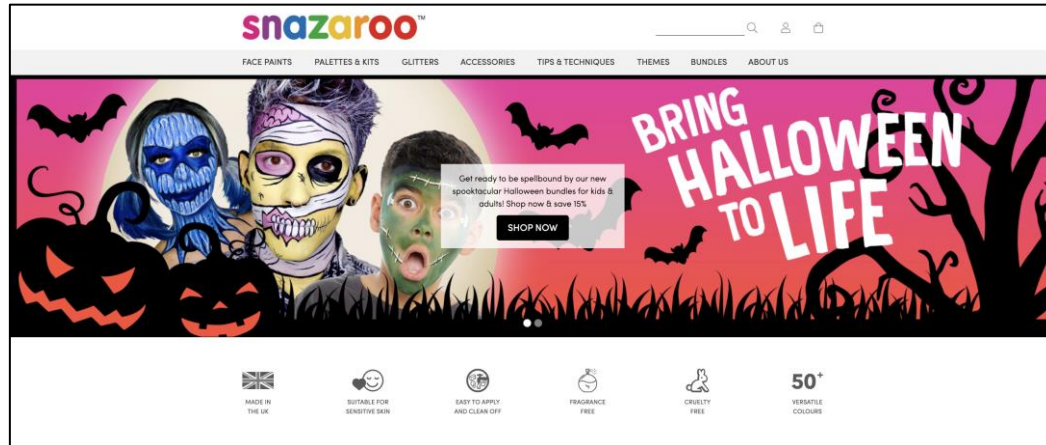 snazaroo™
FACE PAINTS PALETTES & KITS GLITTERS ACCESSORIES TIPS & TECHNIQUES THEMES BUNDLES ABOUT US
BRING
HALLOWEEN
TO LIFE
Get ready to be spellbound by our new
spooktacular Halloween bundles for kids &
adults! Shop now & save 15%
SHOP NOW
50+
MADE IN
THE UK
SUITABLE FOR
SENSITIVE SKIN
EASY TO APPLY
AND CLEAN OFF
FRAGRANCE
FREE
CRUELTY
FREE
VERSATILE
COLOURS